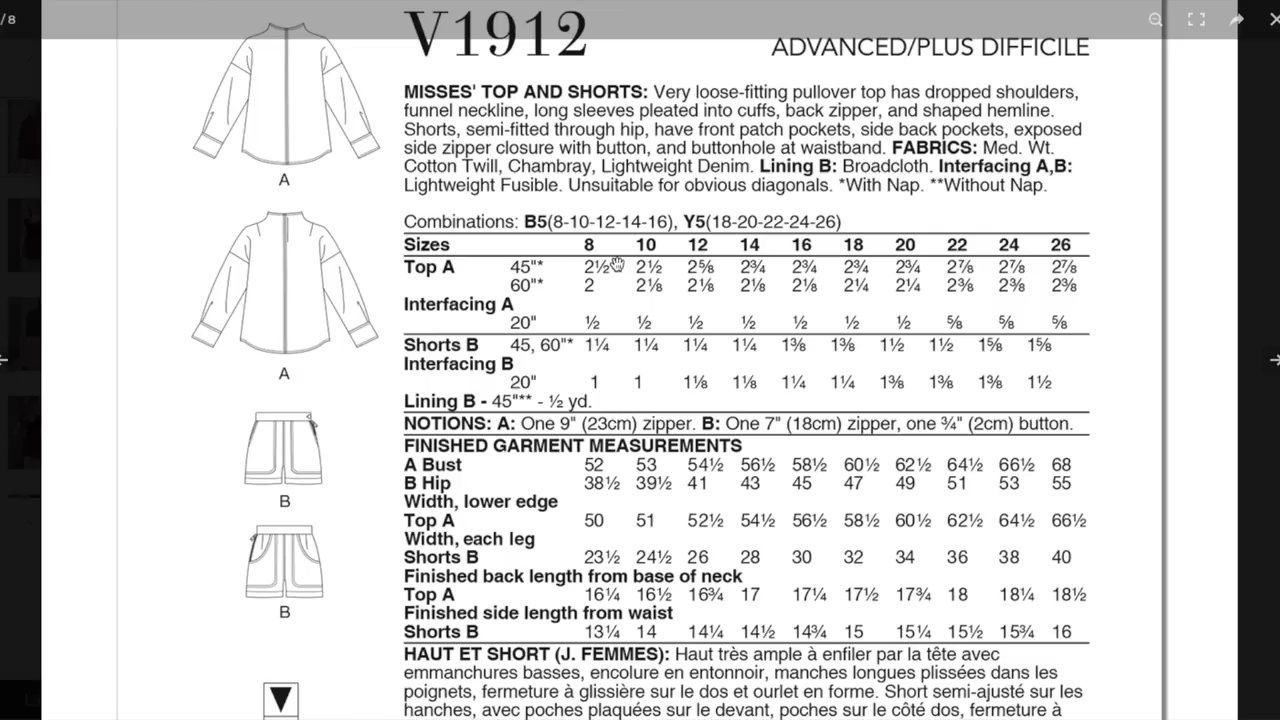 / 8
V1912
ADVANCED/PLUS DIFFICILE
MISSES' TOP AND SHORTS: Very loose-fitting pullover top has dropped shoulders,
funnel neckline, long sleeves pleated into cuffs, back zipper, and shaped hemline.
Shorts, semi-fitted through hip, have front patch pockets, side back pockets, exposed
side zipper closure with button, and buttonhole at waistband. FABRICS: Med. Wt.
Cotton Twill, Chambray, Lightweight Denim. Lining B: Broadcloth. Interfacing A,B:
Lightweight Fusible. Unsuitable for obvious diagonals. *With Nap. **Without Nap.
Combinations: B5(8-10-12-14-16), Y5(18-20-22-24-26)
Sizes 8 10 12 14 16 18 20 22 24 26
Top A 45"* 2½ 2½ 2⅝ 2¾ 2¾ 2¾ 2¾ 2⅞ 2⅞ 2⅞
60"* 2 2⅛ 2⅛ 2⅛ 2⅛ 2¼ 2¼ 2⅜ 2⅜ 2⅜
Interfacing A
20" ½ ½ ½ ½ ½ ½ ½ ⅝ ⅝ ⅝
Shorts B 45, 60"* 1¼ 1¼ 1¼ 1¼ 1⅜ 1⅜ 1½ 1½ 1⅝ 1⅝
Interfacing B
20" 1 1 1⅛ 1⅛ 1¼ 1¼ 1⅜ 1⅜ 1⅜ 1½
Lining B - 45"** - ½ yd.
NOTIONS: A: One 9" (23cm) zipper. B: One 7" (18cm) zipper, one ¾" (2cm) button.
FINISHED GARMENT MEASUREMENTS
A Bust 52 53 54½ 56½ 58½ 60½ 62½ 64½ 66½ 68
B Hip 38½ 39½ 41 43 45 47 49 51 53 55
Width, lower edge
Top A 50 51 52½ 54½ 56½ 58½ 60½ 62½ 64½ 66½
Width, each leg
Shorts B 23½ 24½ 26 28 30 32 34 36 38 40
Finished back length from base of neck
Top A 16¼ 16½ 16¾ 17 17¼ 17½ 17¾ 18 18¼ 18½
Finished side length from waist
Shorts B 13¼ 14 14¼ 14½ 14¾ 15 15¼ 15½ 15¾ 16
HAUT ET SHORT (J. FEMMES): Haut très ample à enfiler par la tête avec
emmanchures basses, encolure en entonnoir, manches longues plissées dans les
poignets, fermeture à glissière sur le dos et ourlet en forme. Short semi-ajusté sur les
hanches, avec poches plaquées sur le devant, poches sur le côté dos, fermeture à
A
A
B
B